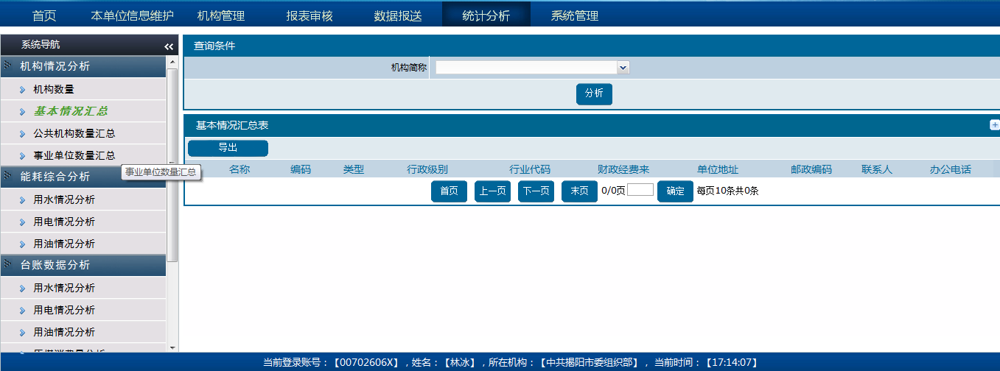 首页 本单位信息维护 机构管理 报表审核 数据报送 统计分析 系统管理
系统导航
机构情况分析
机构数量
基本情况汇总
公共机构数量汇总
事业单位数量汇总
事业单位数量汇总
能耗综合分析
用水情况分析
用电情况分析
用油情况分析
台账数据分析
用水情况分析
用电情况分析
用油情况分析
查询条件
机构简称
分析
基本情况汇总表
导出
名称 编码 类型 行政级别 行业代码 财政经费来 单位地址 邮政编码 联系人 办公电话
首页 上一页 下一页 末页 0/0页 确定 每页10条共0条
当前登录账号：【00702606X】，姓名：【林冰】，所在机构：【中共揭阳市委组织部】， 当前时间：【17:14:07】